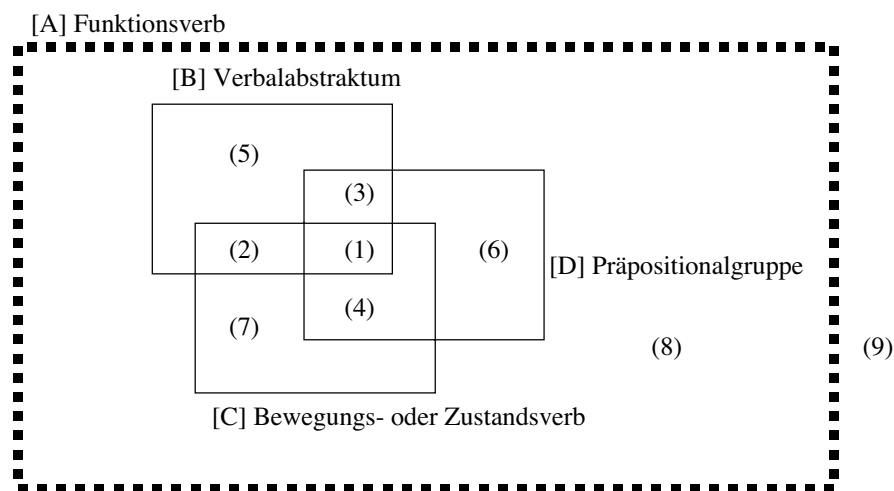 [A] Funktionsverb
[B] Verbalabstraktum
(5)
(3)
(2) (1) (6)
[D] Präpositionalgruppe
(4)
(7)
(8) (9)
[C] Bewegungs- oder Zustandsverb